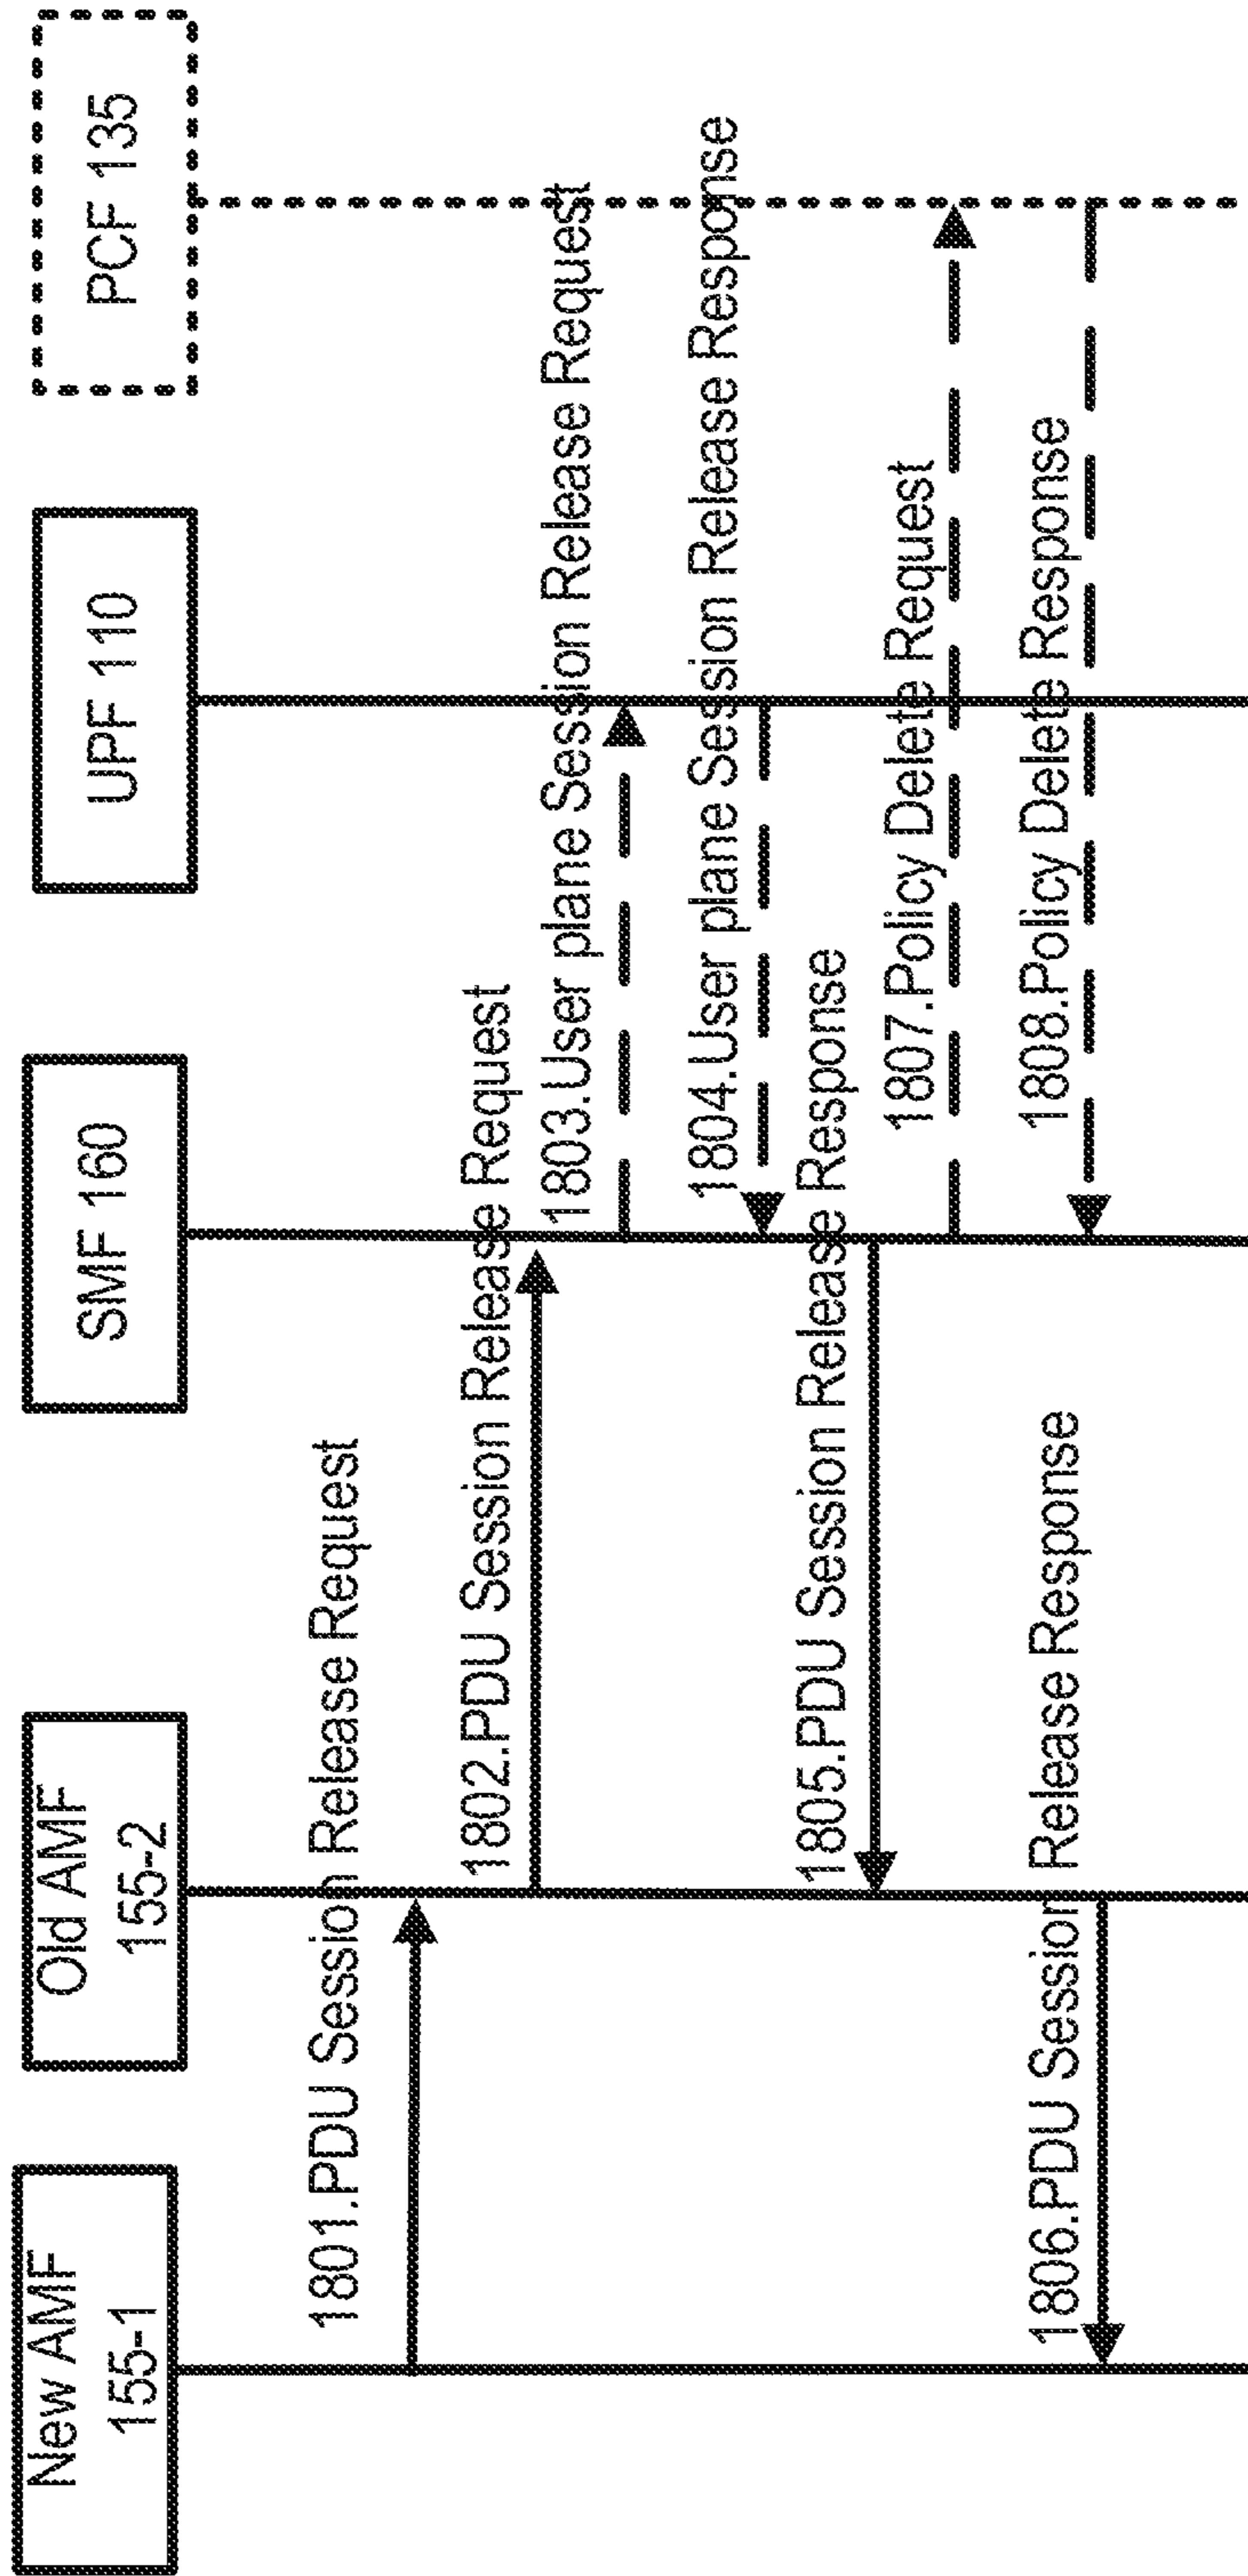 New AMF
155-1
Old AMF
155-2
SMF 160
UPF 110
PCF 135
1801.PDU Session Release Request
1802.PDU Session Release Request
1803.User plane Session Release Request
1804.User plane Session Release Response
1805.PDU Session Release Response
1807.Policy Delete Request
1806.PDU Session Release Response
1808.Policy Delete Response